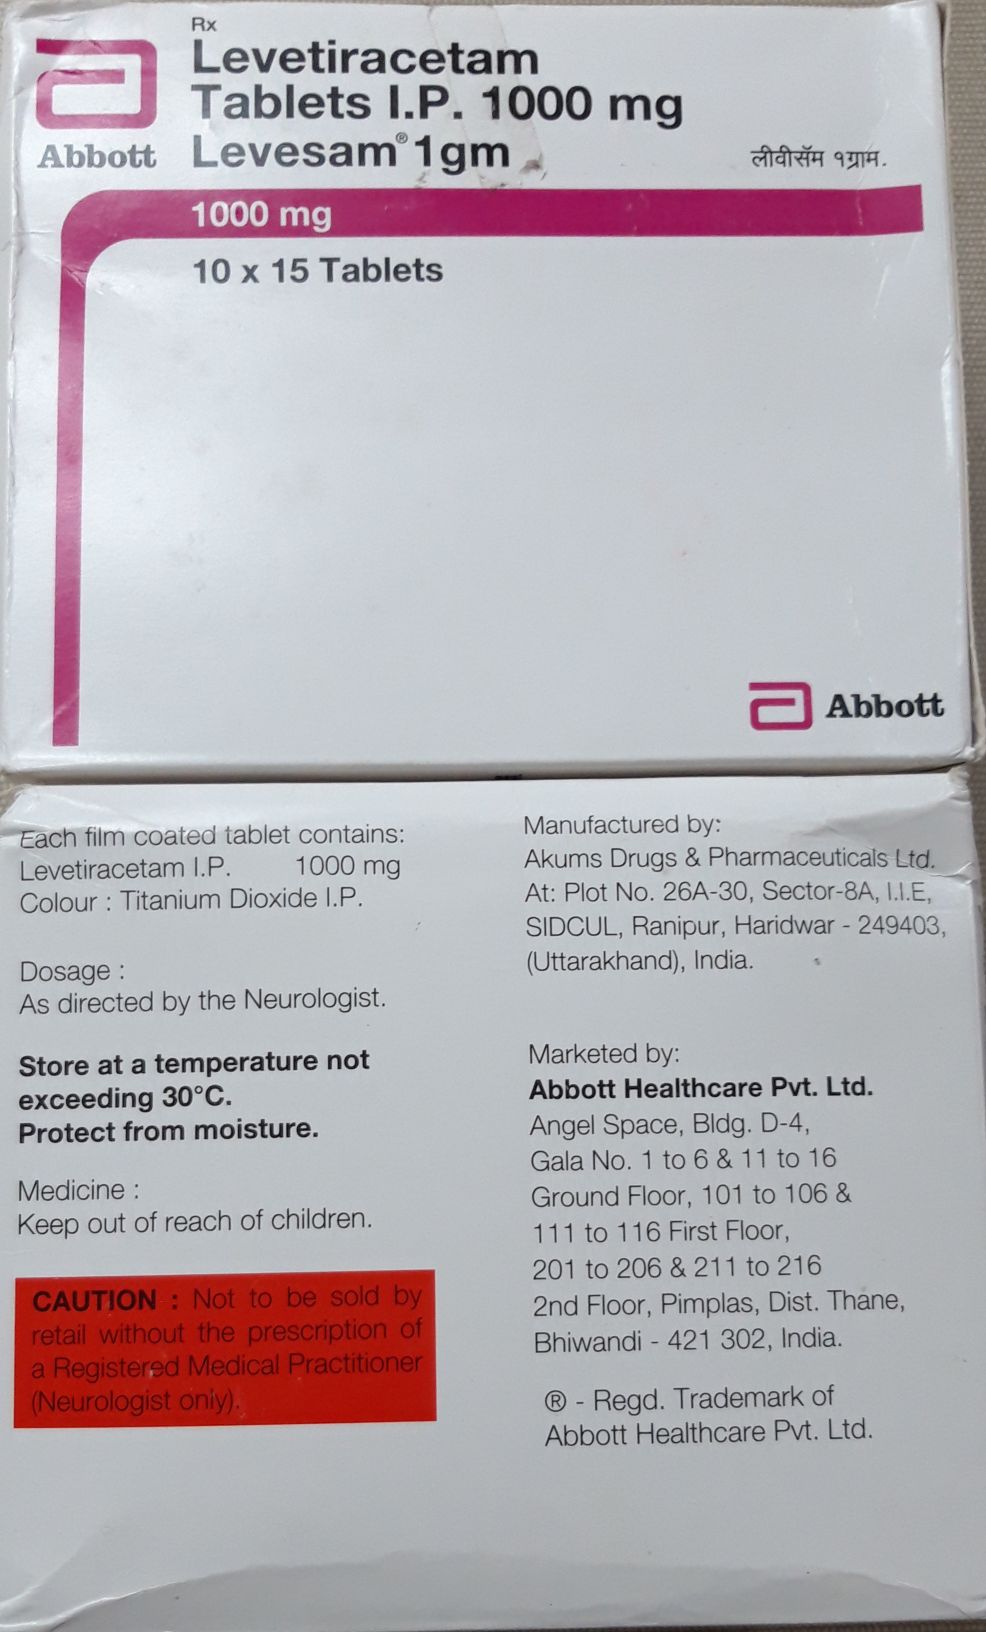 Rx
Levetiracetam
Tablets I.P. 1000 mg
Abbott Levesam® 1gm
लीवीसॅम १ग्राम.
1000 mg
10 x 15 Tablets
Abbott
Each film coated tablet contains:
Levetiracetam I.P. 1000 mg
Colour : Titanium Dioxide I.P.
Dosage :
As directed by the Neurologist.
Store at a temperature not
exceeding 30°C.
Protect from moisture.
Medicine :
Keep out of reach of children.
CAUTION : Not to be sold by
retail without the prescription of
a Registered Medical Practitioner
(Neurologist only).
Manufactured by:
Akums Drugs & Pharmaceuticals Ltd.
At: Plot No. 26A-30, Sector-8A, I.I.E,
SIDCUL, Ranipur, Haridwar - 249403,
(Uttarakhand), India.
Marketed by:
Abbott Healthcare Pvt. Ltd.
Angel Space, Bldg. D-4,
Gala No. 1 to 6 & 11 to 16
Ground Floor, 101 to 106 &
111 to 116 First Floor,
201 to 206 & 211 to 216
2nd Floor, Pimplas, Dist. Thane,
Bhiwandi - 421 302, India.
® - Regd. Trademark of
Abbott Healthcare Pvt. Ltd.